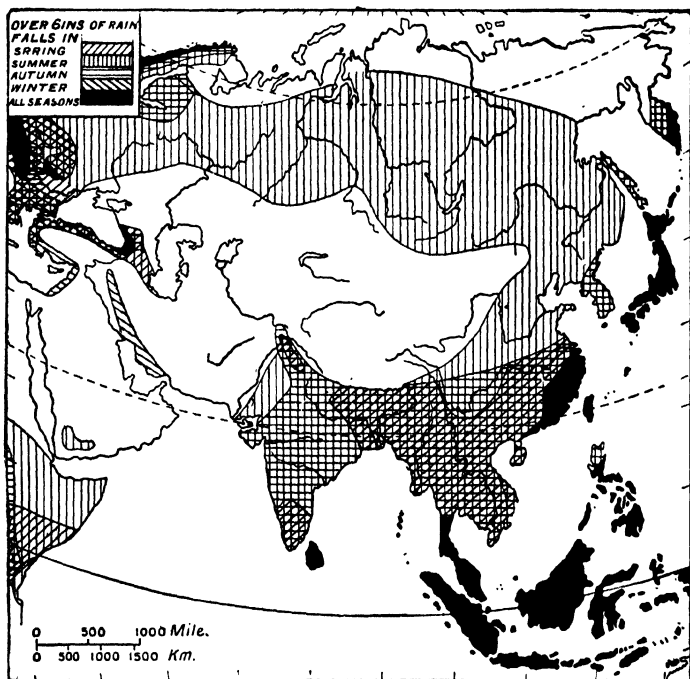 OVER 6INS OF RAIN
FALLS IN
SRRING
SUMMER
AUTUMN
WINTER
ALL SEASONS
0 500 1000 Mile.
0 500 1000 1500 Km.